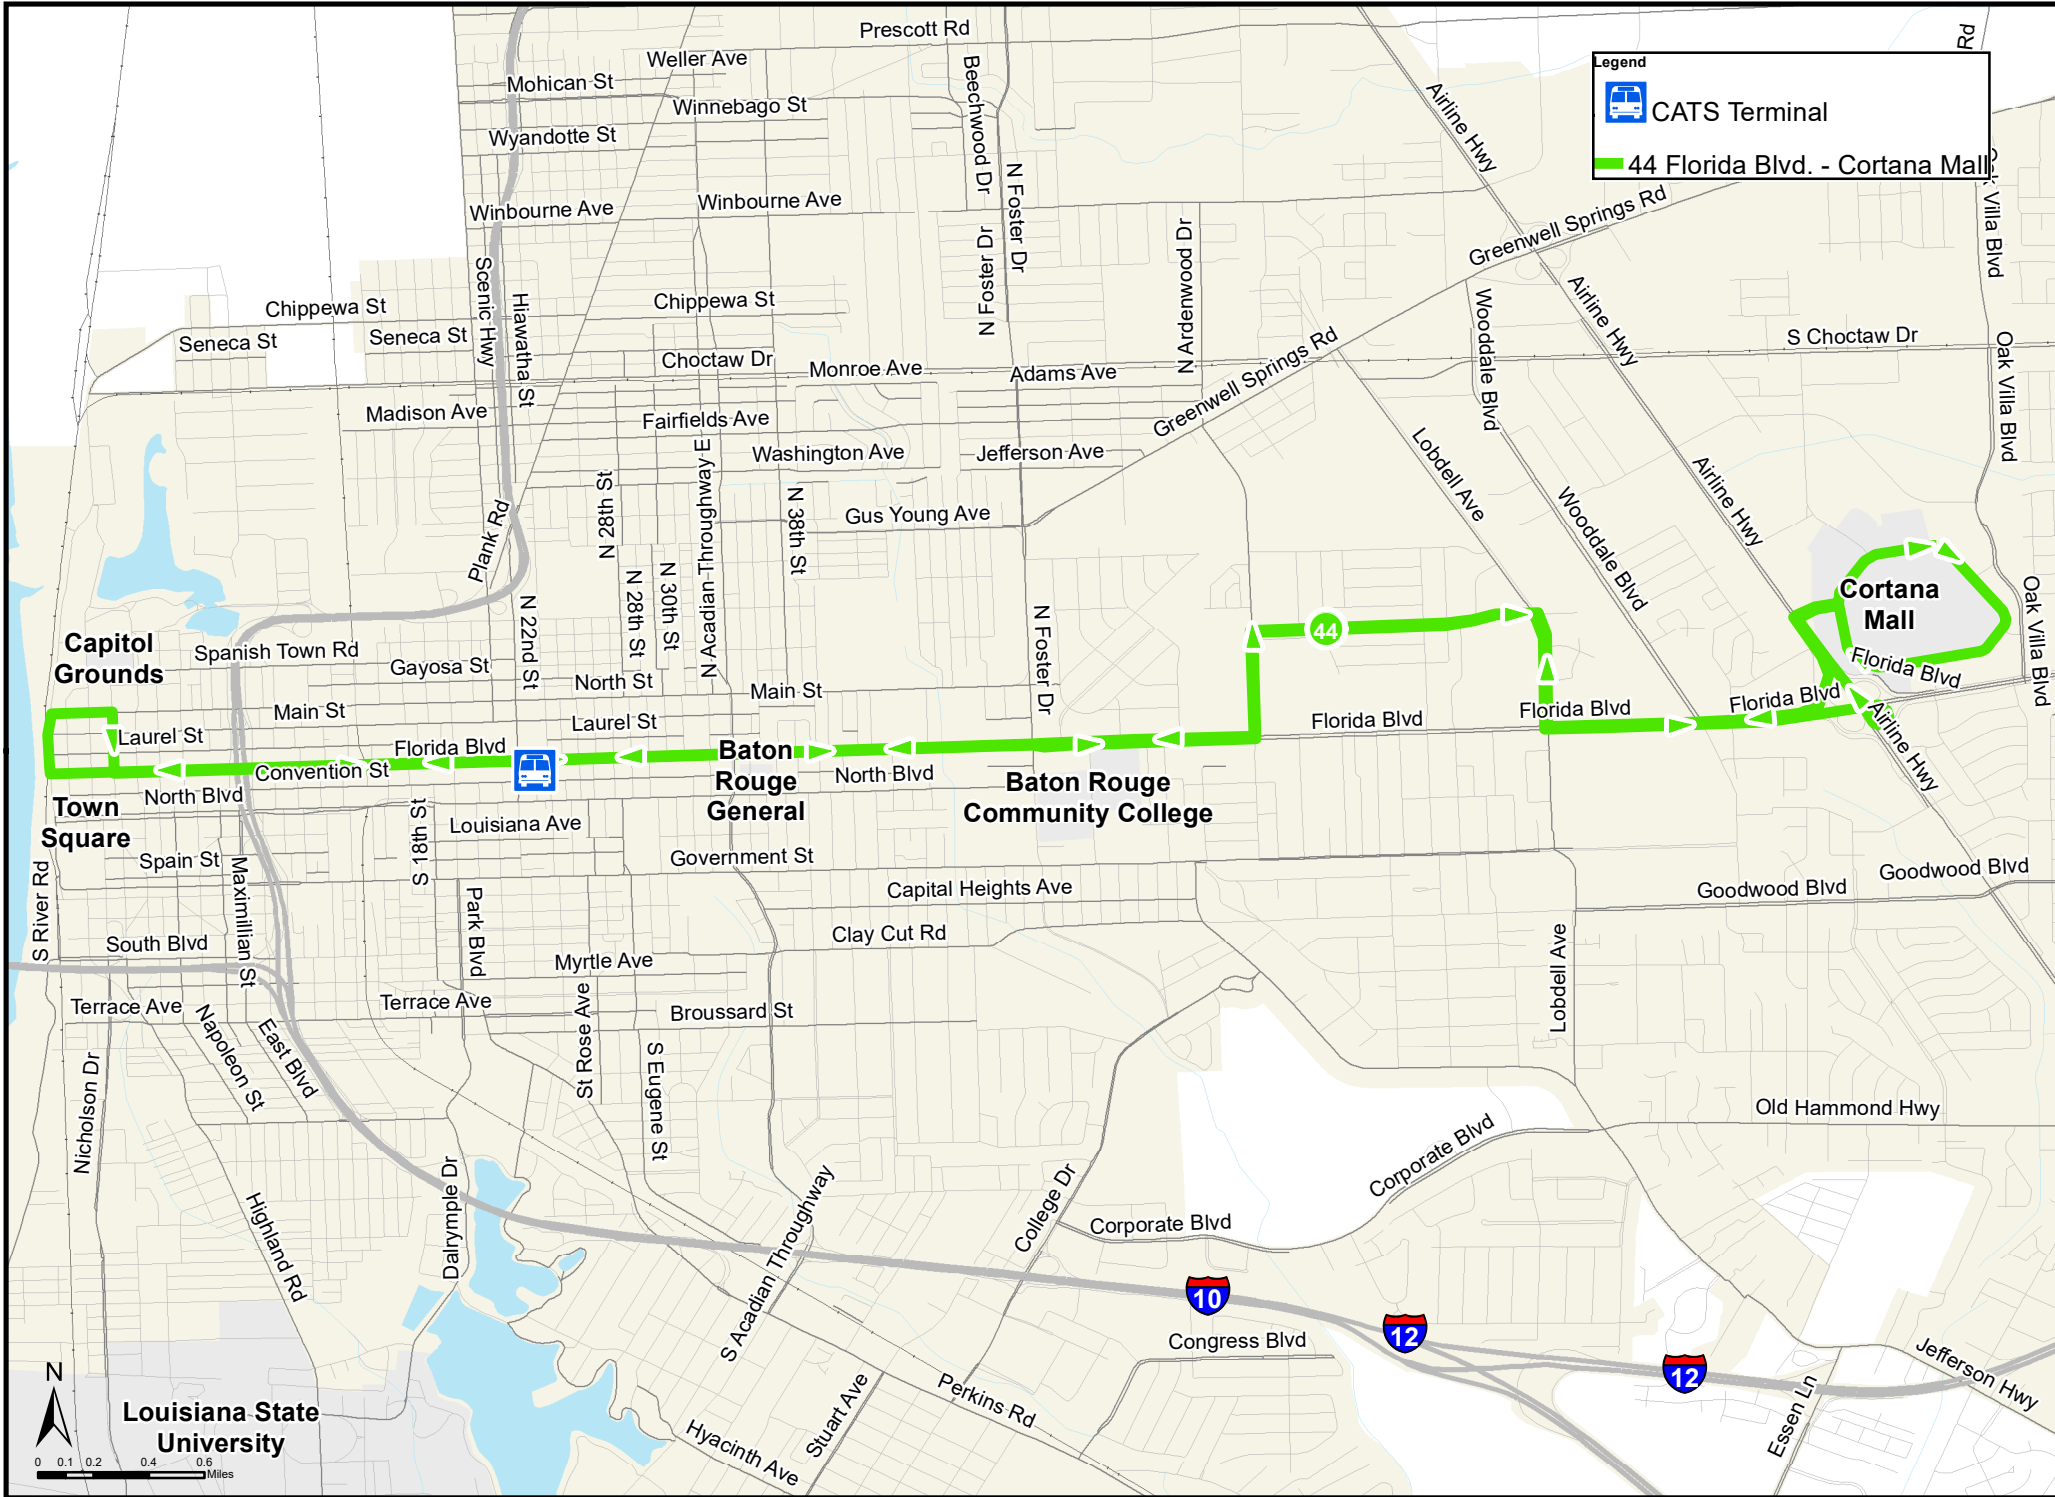 Prescott Rd
Weller Ave
Mohican St
Winnebago St
Wyandotte St
Beechwood Dr
N Foster Dr
Airline Hwy
Rd
Legend
CATS Terminal
44 Florida Blvd. - Cortana Mall
Villa Blvd
Winbourne Ave
Winbourne Ave
N Foster Dr
N Ardenwood Dr
Greenwell Springs Rd
Scenic Hwy
Hiawatha St
Chippewa St
Chippewa St
Seneca St
Seneca St
Choctaw Dr
Monroe Ave
Adams Ave
Greenwell Springs Rd
Wooddale Blvd
Airline Hwy
S Choctaw Dr
Oak Villa Blvd
Madison Ave
Fairfields Ave
Washington Ave
Jefferson Ave
Lobdell Ave
Airline Hwy
Plank Rd
N 28th St
N Acadian Throughway E
N 38th St
Gus Young Ave
Wooddale Blvd
N 22nd St
N 28th St
N 30th St
N Foster Dr
44
Cortana
Mall
Oak Villa Blvd
Capitol
Grounds
Spanish Town Rd
Gayosa St
North St
Main St
Main St
Laurel St
Laurel St
Florida Blvd
Florida Blvd
Florida Blvd
Florida Blvd
Florida Blvd
Airline Hwy
Convention St
North Blvd
North Blvd
Baton
Rouge
General
Baton Rouge
Community College
Town
Square
S 18th St
Louisiana Ave
Spain St
Government St
Capital Heights Ave
Goodwood Blvd
Goodwood Blvd
S River Rd
Maximillian St
Park Blvd
South Blvd
Clay Cut Rd
Myrtle Ave
Lobdell Ave
Terrace Ave
Terrace Ave
Napoleon St
East Blvd
St Rose Ave
Broussard St
S Eugene St
Nicholson Dr
Old Hammond Hwy
Corporate Blvd
Highland Rd
Dalrymple Dr
S Acadian Throughway
College Dr
Corporate Blvd
10
12
12
Congress Blvd
Jefferson Hwy
Essen Ln
Perkins Rd
Stuart Ave
Hyacinth Ave
N
Louisiana State
University
0 0.1 0.2 0.4 0.6
Miles